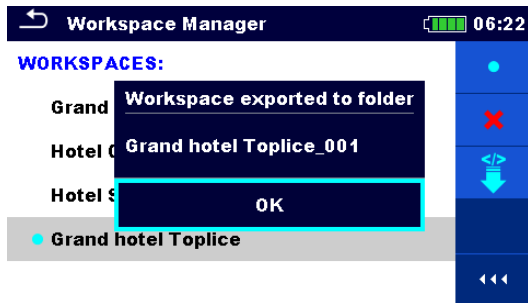 Workspace Manager 06:22
WORKSPACES:
Grand
Workspace exported to folder
Hotel
Grand hotel Toplice_001
Hotel
OK
Grand hotel Toplice